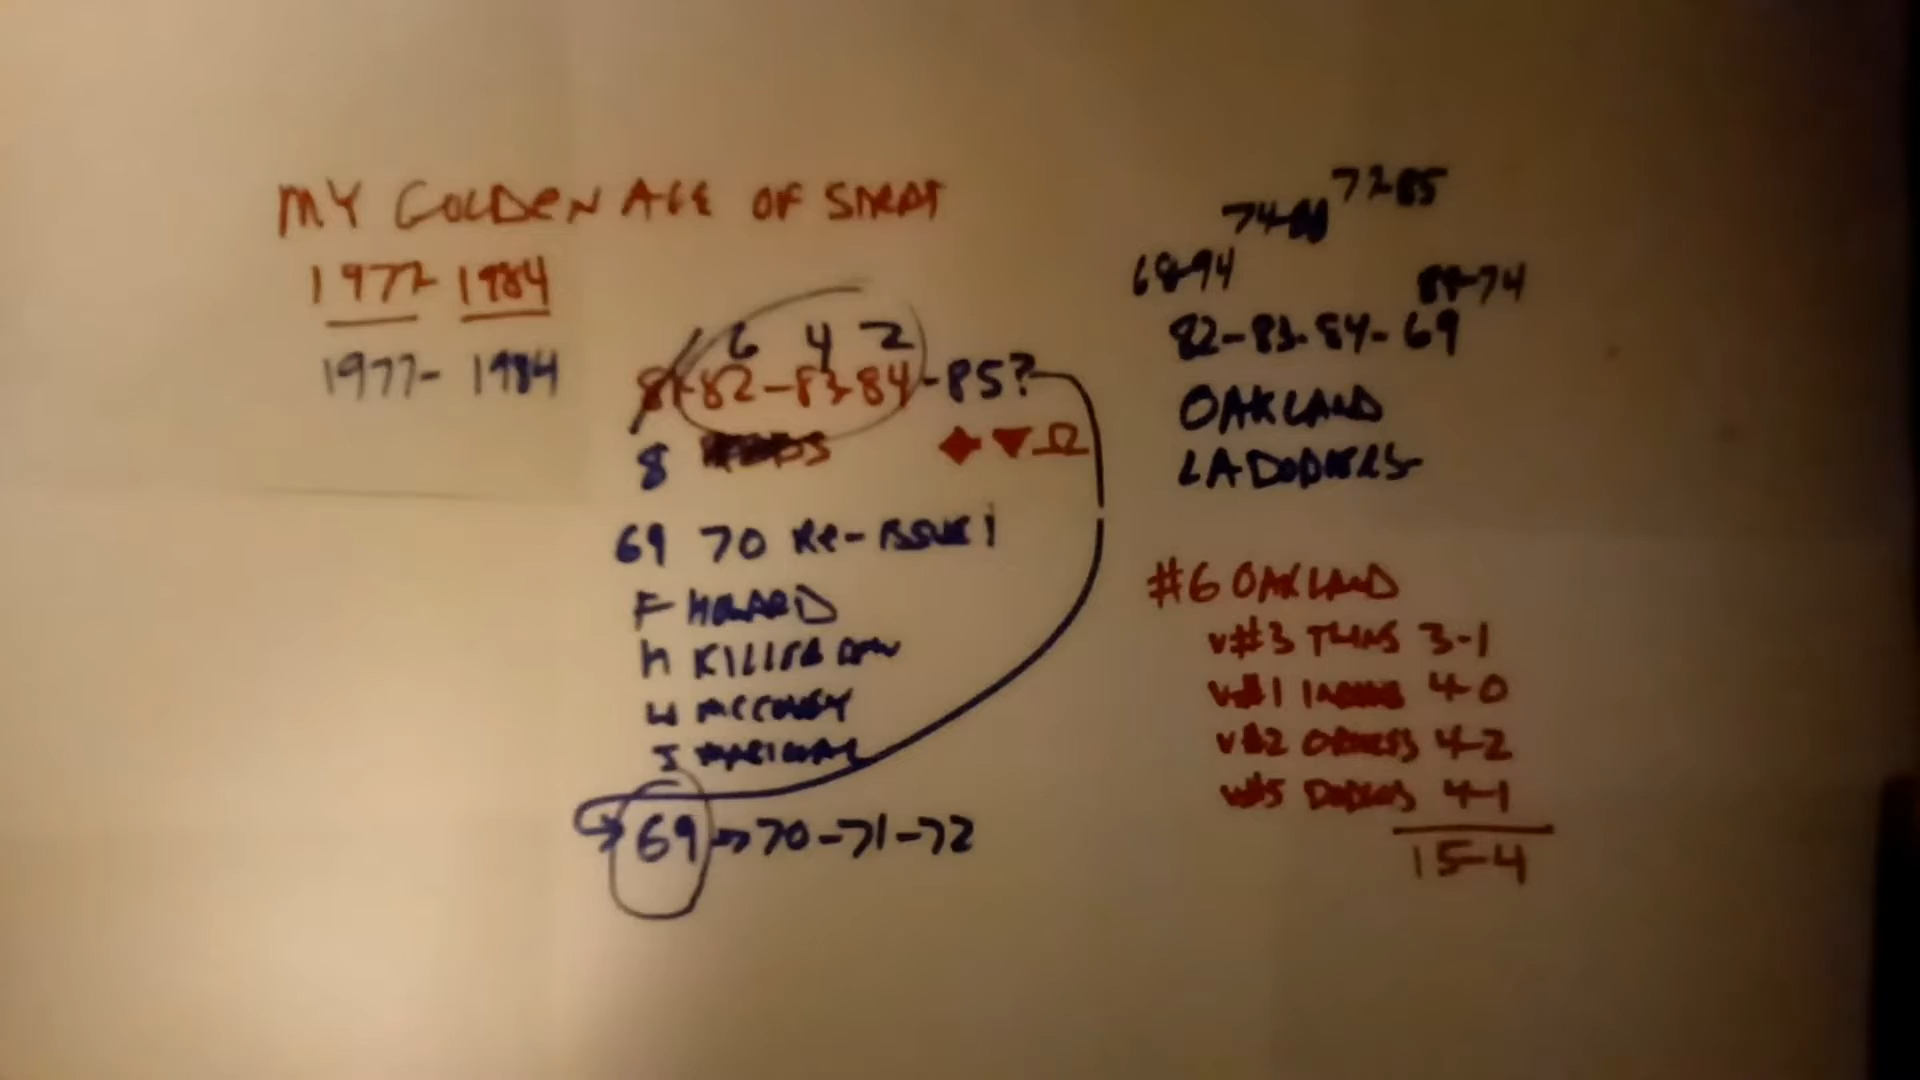 MY GOLDEN AGE OF STRAT
1977-1984
1977-1984
6 4 2
81-82-83-84-85?
8
69 70 Re-ISSUE!
F HOWARD
H KILLEBREW
W MCCOVEY
J MARICHAL
69 → 70-71-72
77-85
74-
68-94
-74
82-83-84-69
OAKLAND
LA DODGERS
#6 OAKLAND
v#3 TWINS 3-1
v#1 INDIANS 4-0
v#2 ORIOLES 4-2
v#5 DODGERS 4-1
15-4